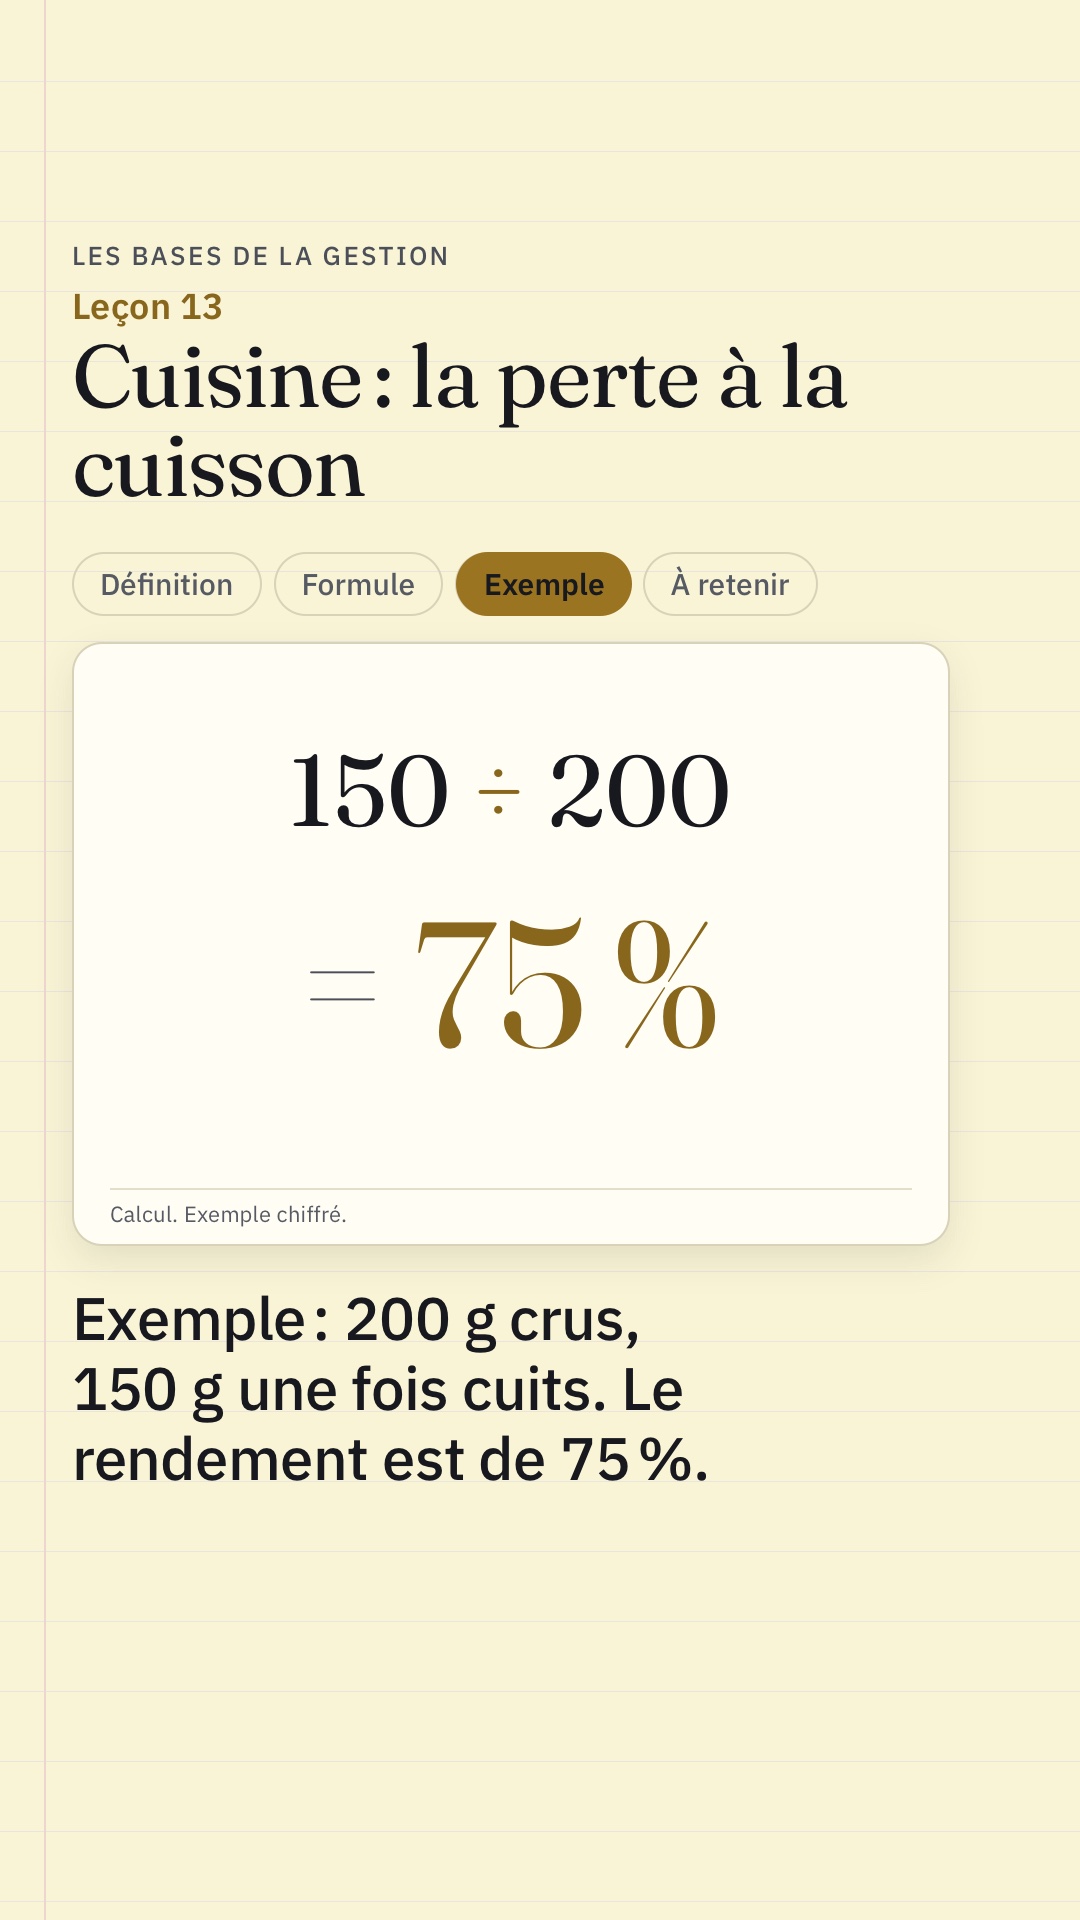 LES BASES DE LA GESTION
Leçon 13
Cuisine : la perte à la
cuisson
Définition
Formule
Exemple
À retenir
150 ÷ 200
= 75 %
Calcul. Exemple chiffré.
Exemple : 200 g crus,
150 g une fois cuits. Le
rendement est de 75 %.